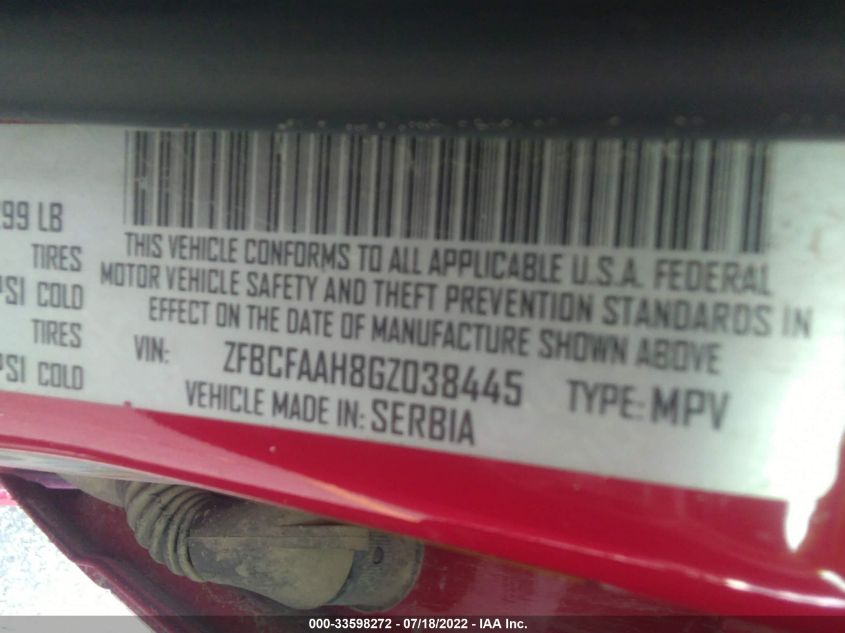 299 LB
TIRES
PSI COLD
TIRES
PSI COLD
THIS VEHICLE CONFORMS TO ALL APPLICABLE U.S.A. FEDERAL
MOTOR VEHICLE SAFETY AND THEFT PREVENTION STANDARDS IN
EFFECT ON THE DATE OF MANUFACTURE SHOWN ABOVE
VIN: ZFBCFAAH8GZ038445 TYPE: MPV
VEHICLE MADE IN: SERBIA
000-33598272 - 07/18/2022 - IAA Inc.